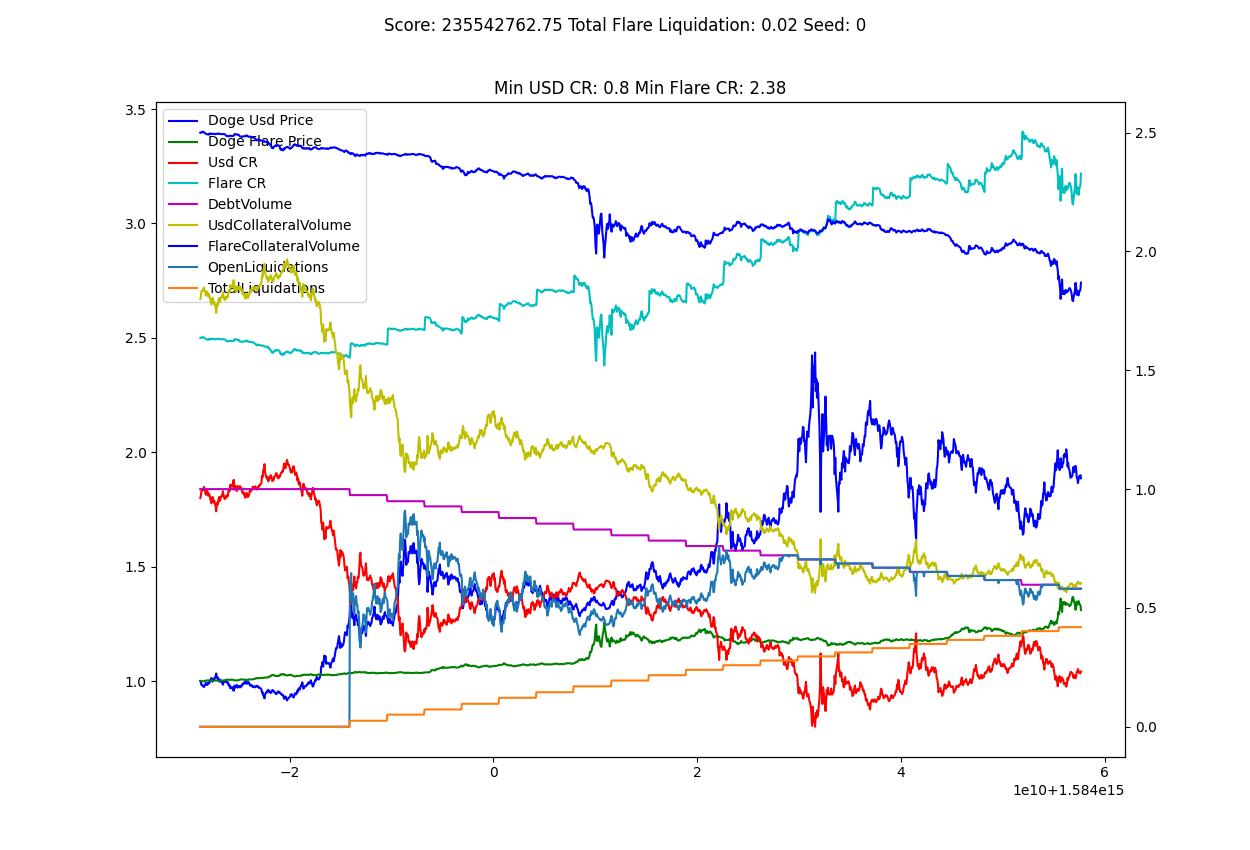 Score: 235542762.75 Total Flare Liquidation: 0.02 Seed: 0
Min USD CR: 0.8 Min Flare CR: 2.38
3.5
3.0
2.5
2.0
1.5
1.0
Doge Usd Price
Doge Flare Price
Usd CR
Flare CR
DebtVolume
UsdCollateralVolume
FlareCollateralVolume
OpenLiquidations
TotalLiquidations
2.5
2.0
1.5
1.0
0.5
0.0
−2
0
2
4
6
1e10+1.584e15